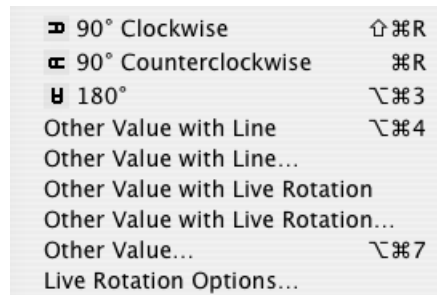 90° Clockwise ⇧⌘R
90° Counterclockwise ⌘R
180° ⌥⌘3
Other Value with Line ⌥⌘4
Other Value with Line...
Other Value with Live Rotation
Other Value with Live Rotation...
Other Value... ⌥⌘7
Live Rotation Options...